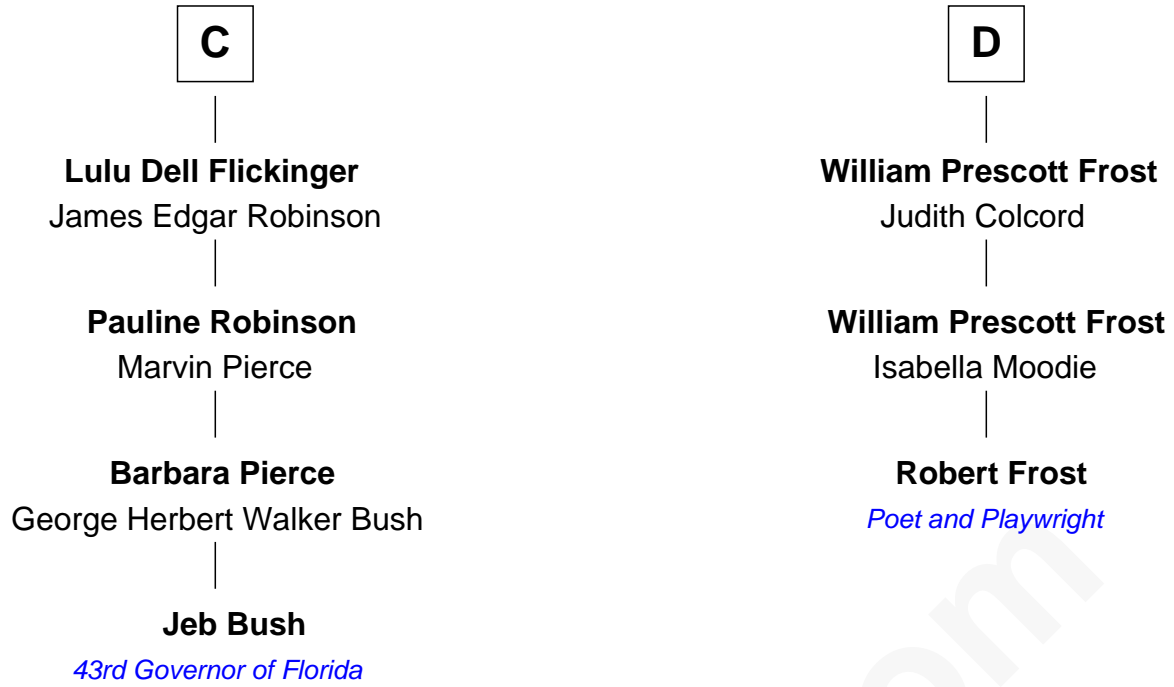 C
Lulu Dell Flickinger
James Edgar Robinson
Pauline Robinson
Marvin Pierce
Barbara Pierce
George Herbert Walker Bush
Jeb Bush
43rd Governor of Florida
D
William Prescott Frost
Judith Colcord
William Prescott Frost
Isabella Moodie
Robert Frost
Poet and Playwright
om